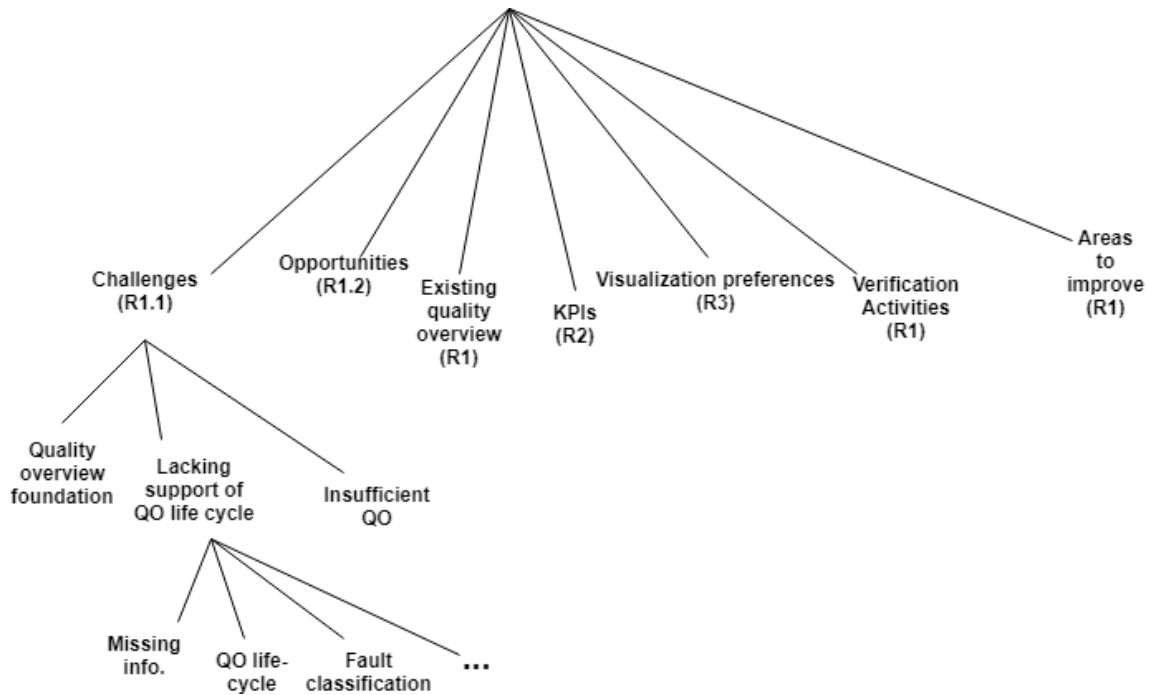 Challenges
(R1.1)
Opportunities
(R1.2)
Existing
quality
overview
(R1)
KPIs
(R2)
Visualization preferences
(R3)
Verification
Activities
(R1)
Areas
to
improve
(R1)
Quality
overview
foundation
Lacking
support of
QO life cycle
Insufficient
QO
Missing
info.
QO life-
cycle
Fault
classification
...